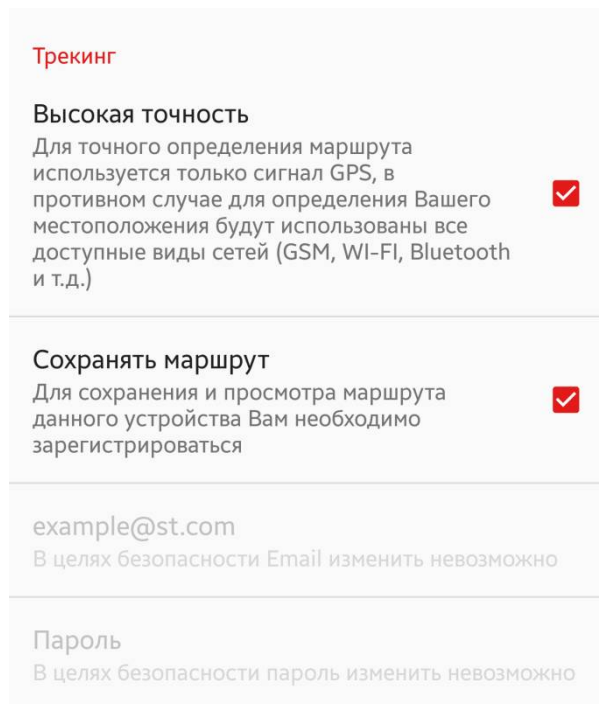 Трекинг
Высокая точность
Для точного определения маршрута
используется только сигнал GPS, в
противном случае для определения Вашего
местоположения будут использованы все
доступные виды сетей (GSM, WI-FI, Bluetooth
и т.д.)
Сохранять маршрут
Для сохранения и просмотра маршрута
данного устройства Вам необходимо
зарегистрироваться
example@st.com
В целях безопасности Email изменить невозможно
Пароль
В целях безопасности пароль изменить невозможно